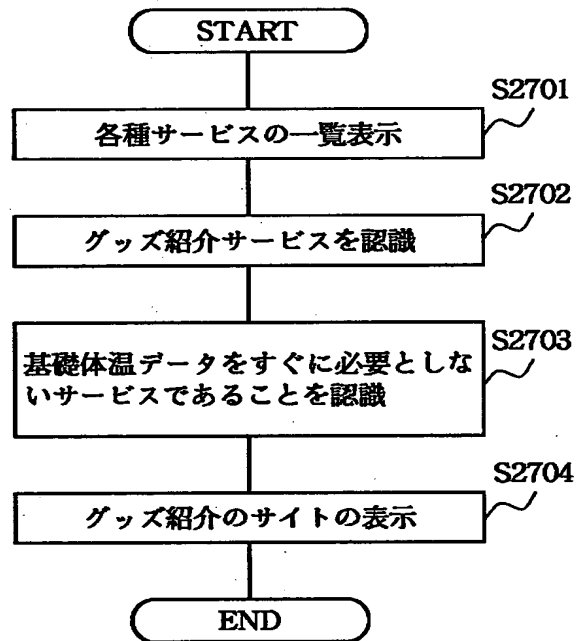 START
S2701
各種サービスの一覧表示
S2702
グッズ紹介サービスを認識
S2703
基礎体温データをすぐに必要としな
いサービスであることを認識
S2704
グッズ紹介のサイトの表示
END